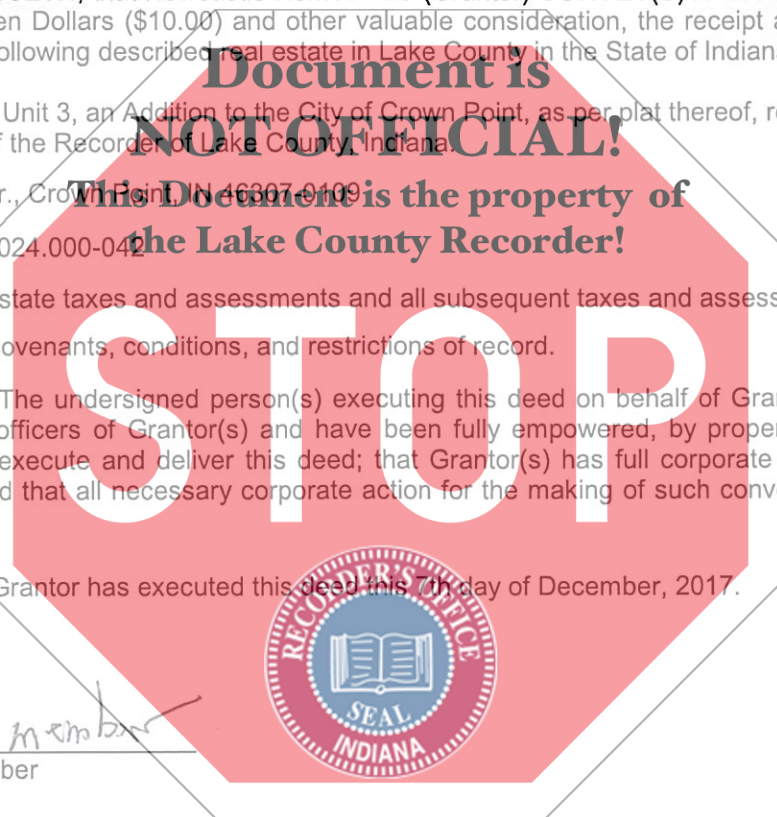 (Grantor)
en Dollars ($10.00) and other valuable consideration, the receipt a
ollowing described real estate in Lake County in the State of Indian
Document is
Unit 3, an Addition to the City of Crown Point, as per plat thereof, re
NOT OFFICIAL!
f the Recorder of Lake County, Indiana.
r., Crown Point, IN 46307-0109
This Document is the property of
the Lake County Recorder!
024.000-042
state taxes and assessments and all subsequent taxes and assess
ovenants, conditions, and restrictions of record.
STOP
The undersigned person(s) executing this deed on behalf of Gra
officers of Grantor(s) and have been fully empowered, by proper
execute and deliver this deed; that Grantor(s) has full corporate
d that all necessary corporate action for the making of such conve
Grantor has executed this deed this 7th day of December, 2017.
RECORDER'S OFFICE
SEAL
INDIANA
member
ber